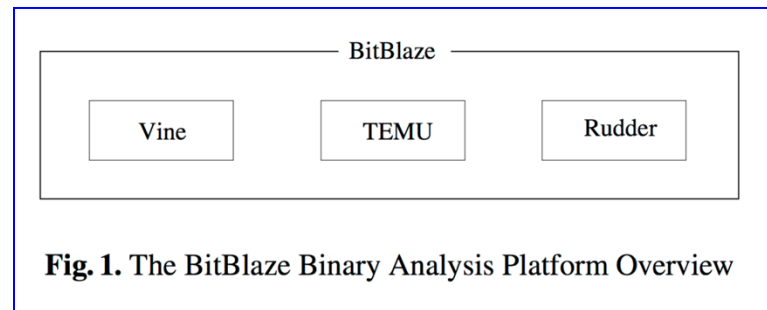 BitBlaze
Vine TEMU Rudder
Fig. 1. The BitBlaze Binary Analysis Platform Overview